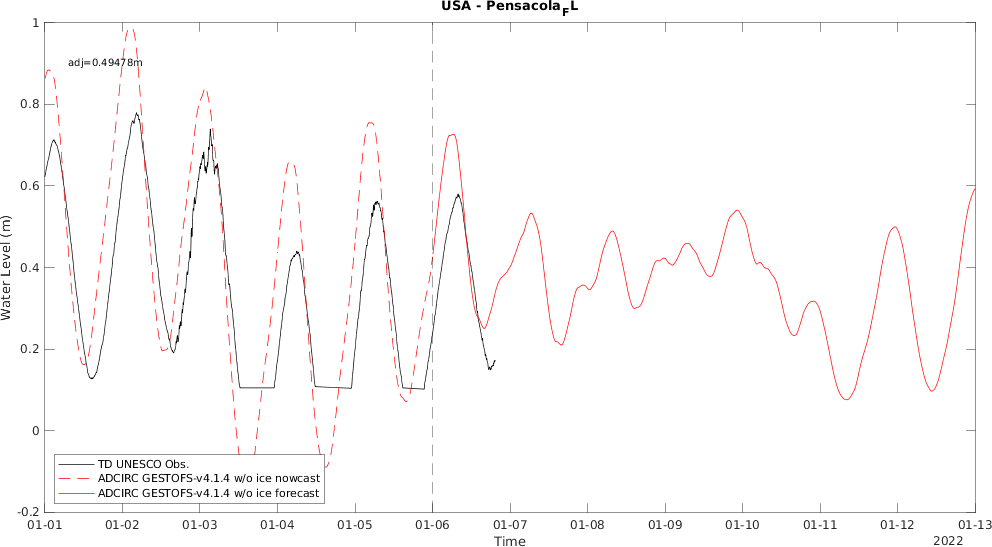 USA - Pensacola_FL
adj=0.49478m
Water Level (m)
1
0.8
0.6
0.4
0.2
0
-0.2
TD UNESCO Obs.
ADCIRC GESTOFS-v4.1.4 w/o ice nowcast
ADCIRC GESTOFS-v4.1.4 w/o ice forecast
01-01 01-02 01-03 01-04 01-05 01-06 01-07 01-08 01-09 01-10 01-11 01-12 01-13
Time
2022